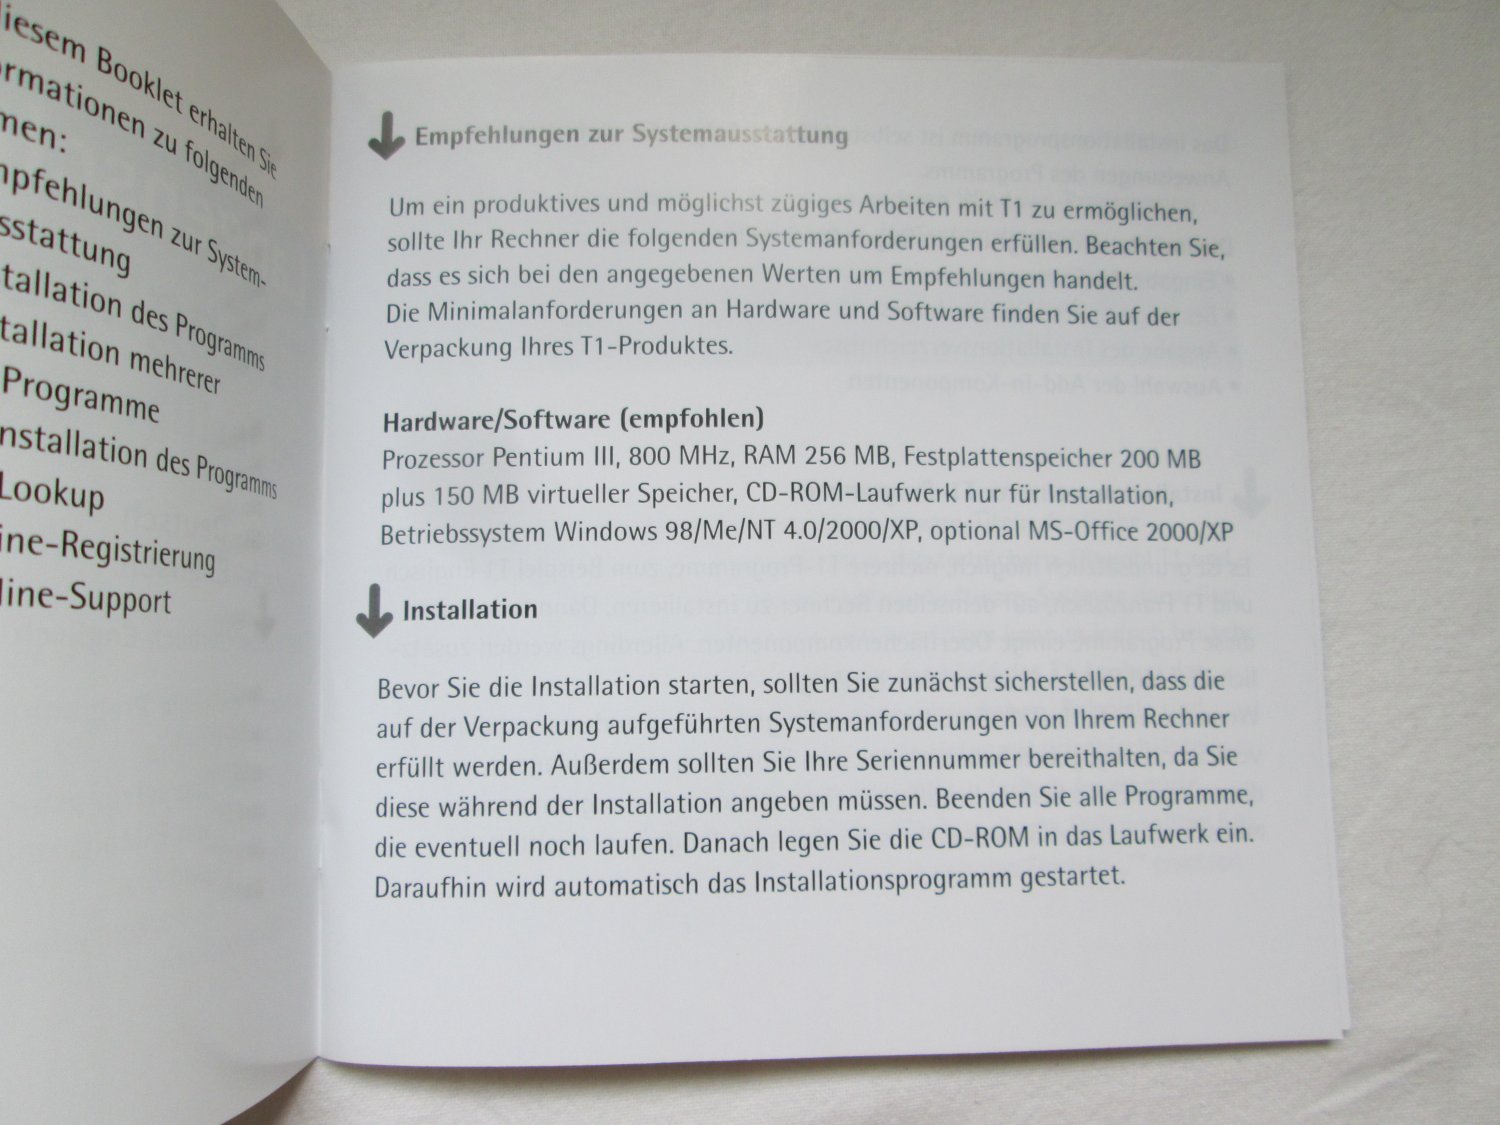 diesem Booklet erhalten Sie
ormationen zu folgenden
men:
mpfehlungen zur System-
sstattung
tallation des Programms
tallation mehrerer
Programme
nstallation des Programms
Lookup
ine-Registrierung
line-Support
Empfehlungen zur Systemausstattung
Um ein produktives und möglichst zügiges Arbeiten mit T1 zu ermöglichen,
sollte Ihr Rechner die folgenden Systemanforderungen erfüllen. Beachten Sie,
dass es sich bei den angegebenen Werten um Empfehlungen handelt.
Die Minimalanforderungen an Hardware und Software finden Sie auf der
Verpackung Ihres T1-Produktes.
Hardware/Software (empfohlen)
Prozessor Pentium III, 800 MHz, RAM 256 MB, Festplattenspeicher 200 MB
plus 150 MB virtueller Speicher, CD-ROM-Laufwerk nur für Installation,
Betriebssystem Windows 98/Me/NT 4.0/2000/XP, optional MS-Office 2000/XP
Installation
Bevor Sie die Installation starten, sollten Sie zunächst sicherstellen, dass die
auf der Verpackung aufgeführten Systemanforderungen von Ihrem Rechner
erfüllt werden. Außerdem sollten Sie Ihre Seriennummer bereithalten, da Sie
diese während der Installation angeben müssen. Beenden Sie alle Programme,
die eventuell noch laufen. Danach legen Sie die CD-ROM in das Laufwerk ein.
Daraufhin wird automatisch das Installationsprogramm gestartet.